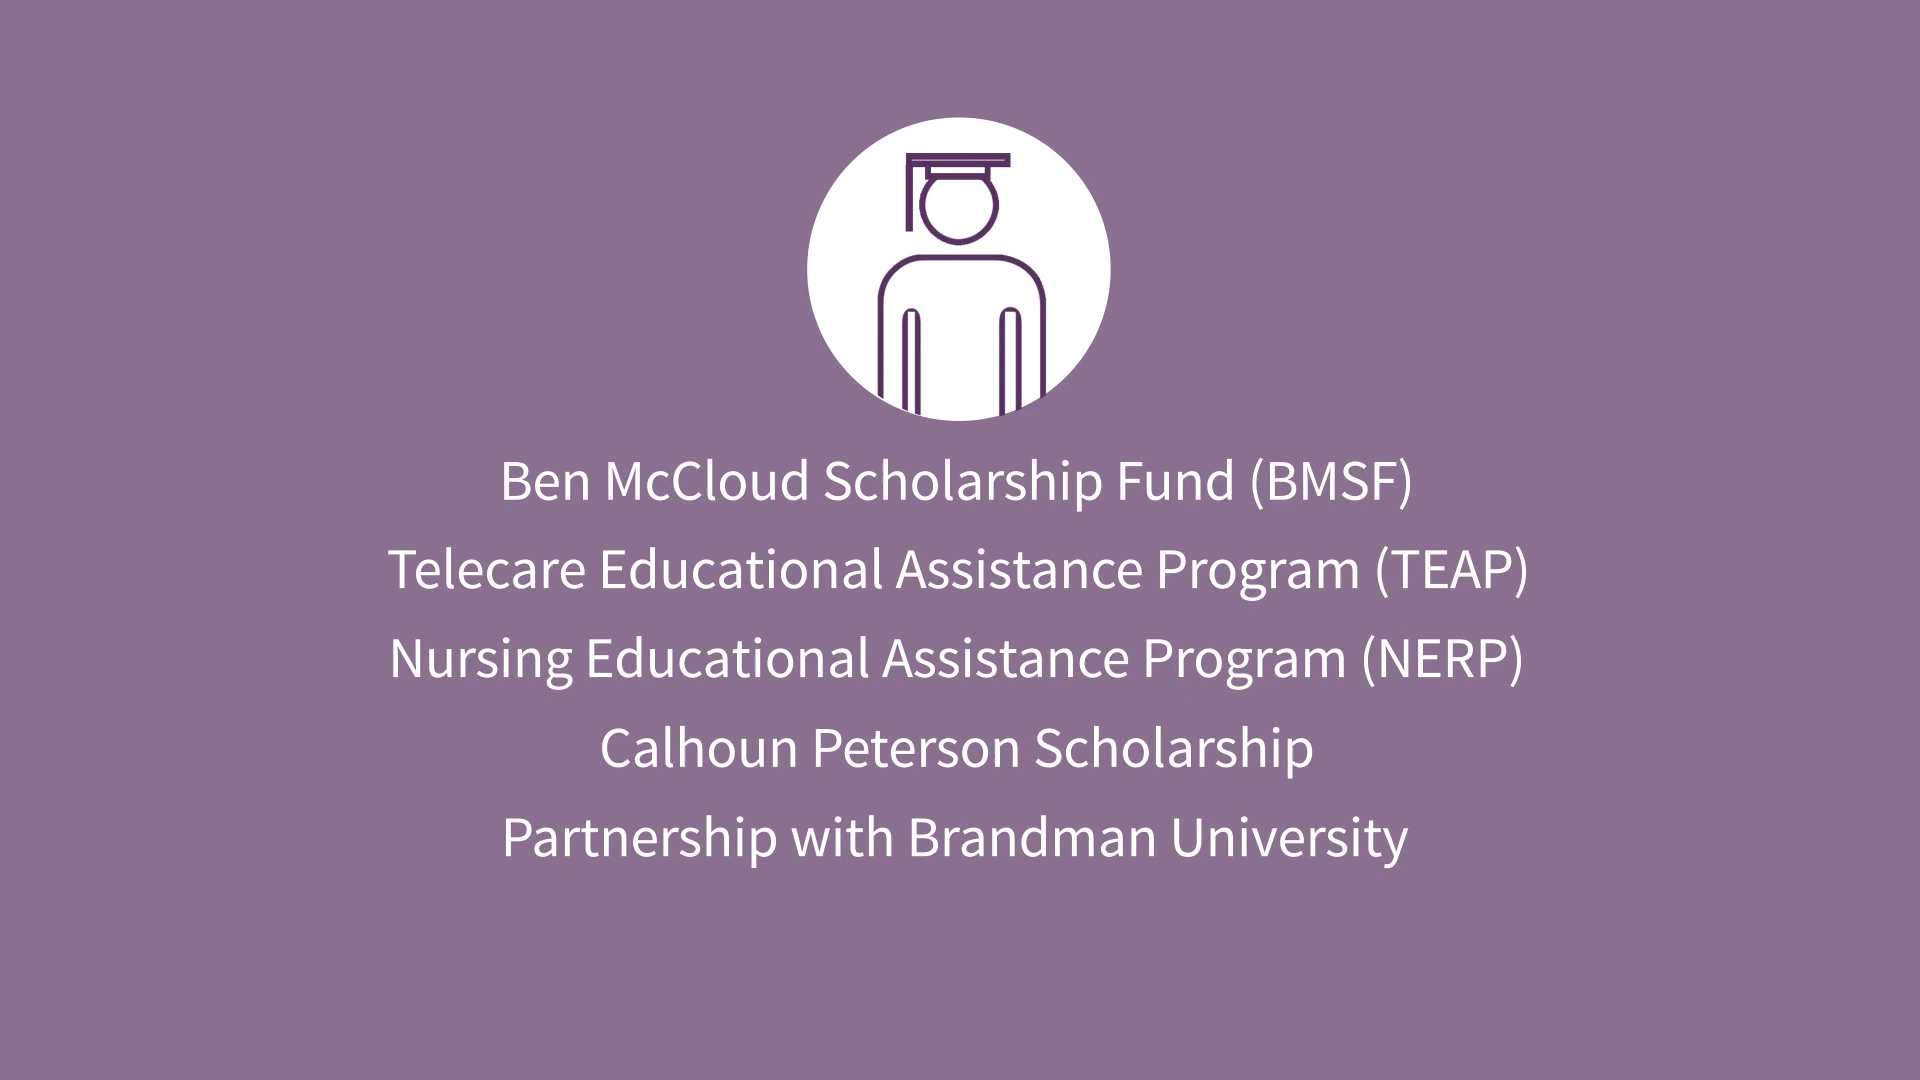 Ben McCloud Scholarship Fund (BMSF)
Telecare Educational Assistance Program (TEAP)
Nursing Educational Assistance Program (NERP)
Calhoun Peterson Scholarship
Partnership with Brandman University